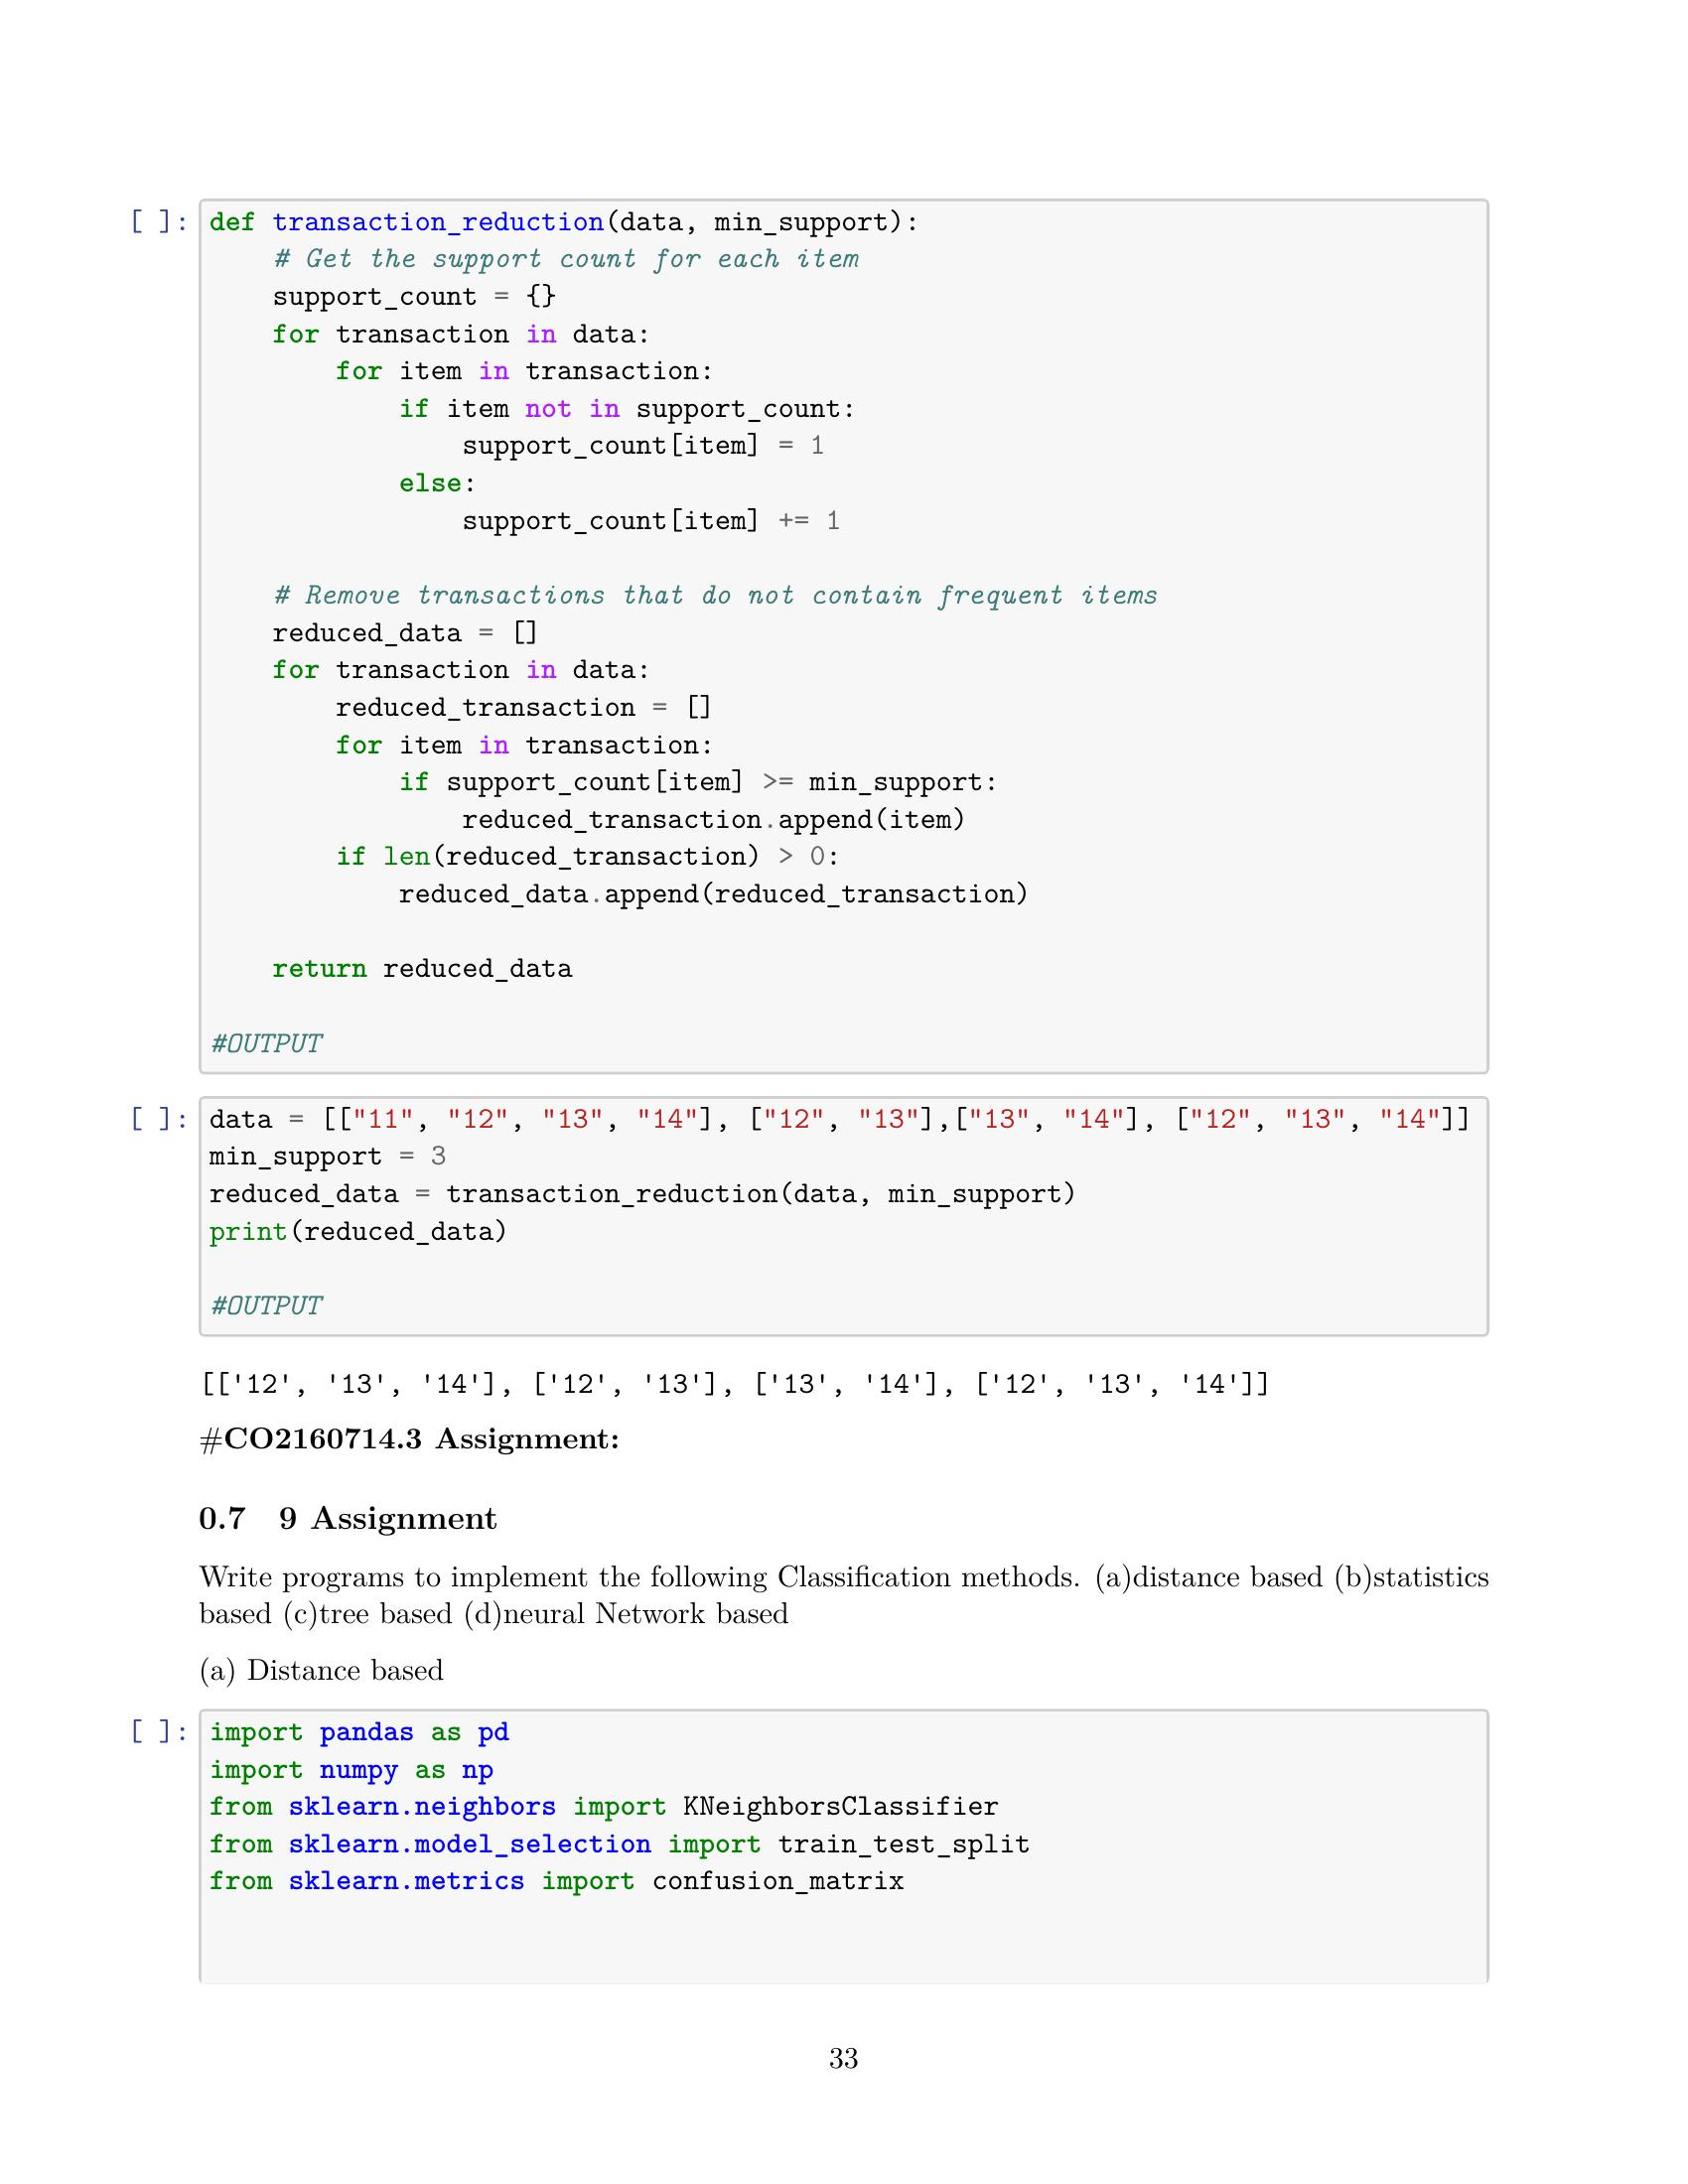 [ ]: def transaction_reduction(data, min_support):
    # Get the support count for each item
    support_count = {}
    for transaction in data:
        for item in transaction:
            if item not in support_count:
                support_count[item] = 1
            else:
                support_count[item] += 1

    # Remove transactions that do not contain frequent items
    reduced_data = []
    for transaction in data:
        reduced_transaction = []
        for item in transaction:
            if support_count[item] >= min_support:
                reduced_transaction.append(item)
        if len(reduced_transaction) > 0:
            reduced_data.append(reduced_transaction)

    return reduced_data

#OUTPUT
[ ]: data = [["11", "12", "13", "14"], ["12", "13"],["13", "14"], ["12", "13", "14"]]
min_support = 3
reduced_data = transaction_reduction(data, min_support)
print(reduced_data)

#OUTPUT
[['12', '13', '14'], ['12', '13'], ['13', '14'], ['12', '13', '14']]
#CO2160714.3 Assignment:
0.7 9 Assignment
Write programs to implement the following Classification methods. (a)distance based (b)statistics
based (c)tree based (d)neural Network based
(a) Distance based
[ ]: import pandas as pd
import numpy as np
from sklearn.neighbors import KNeighborsClassifier
from sklearn.model_selection import train_test_split
from sklearn.metrics import confusion_matrix
33